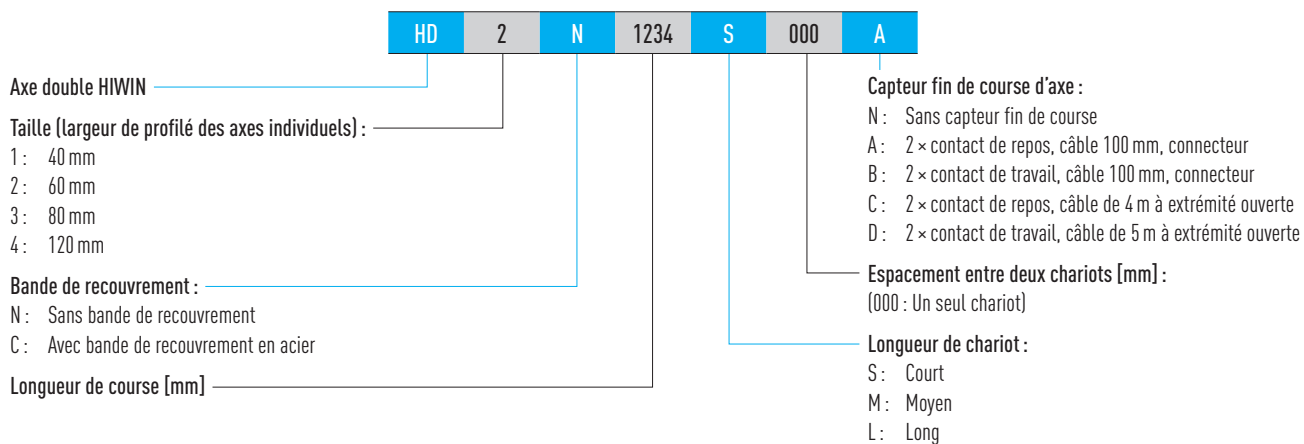 HD 2 N 1234 S 000 A
Axe double HIWIN
Taille (largeur de profilé des axes individuels) :
1 : 40 mm
2 : 60 mm
3 : 80 mm
4 : 120 mm
Bande de recouvrement :
N : Sans bande de recouvrement
C : Avec bande de recouvrement en acier
Longueur de course [mm]
Capteur fin de course d’axe :
N : Sans capteur fin de course
A : 2 × contact de repos, câble 100 mm, connecteur
B : 2 × contact de travail, câble 100 mm, connecteur
C : 2 × contact de repos, câble de 4 m à extrémité ouverte
D : 2 × contact de travail, câble de 5 m à extrémité ouverte
Espacement entre deux chariots [mm] :
(000 : Un seul chariot)
Longueur de chariot :
S : Court
M : Moyen
L : Long